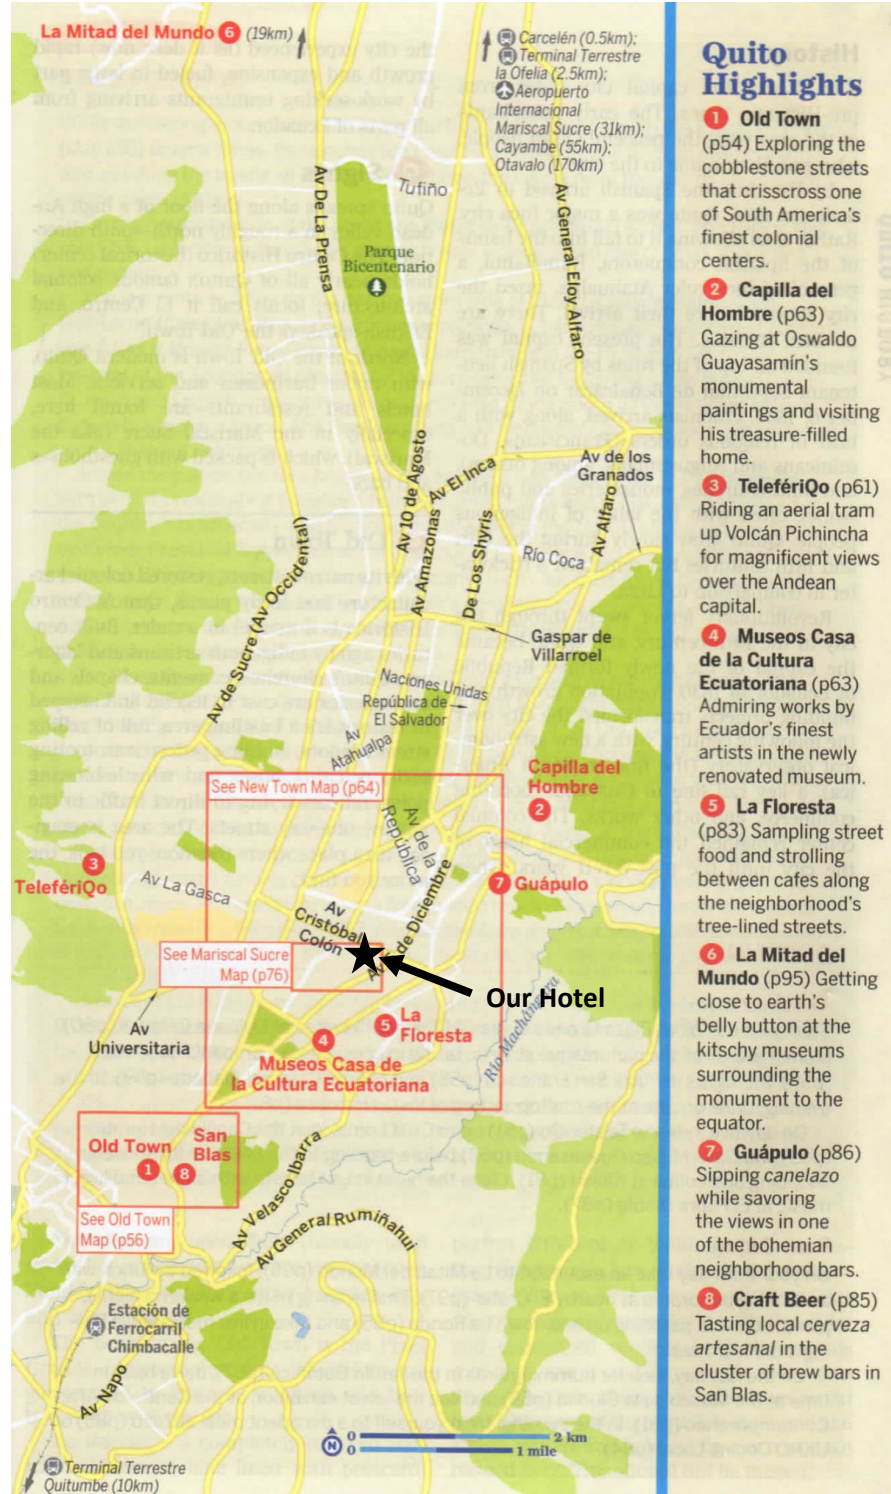 La Mitad del Mundo 6 (19km)
Carcelén (0.5km);
Terminal Terrestre
la Ofelia (2.5km);
Aeropuerto
Internacional
Mariscal Sucre (31km);
Cayambe (55km);
Otavalo (170km)
Av De La Prensa
Tufiño
Parque
Bicentenario
Av General Eloy Alfaro
Av 10 de Agosto
Av El Inca
Av de los
Granados
Av Amazonas
De Los Shyris
Río Coca
Av Alfaro
Av de Sucre (Av Occidental)
Gaspar de
Villarroel
Naciones Unidas
República de
El Salvador
Av
Atahualpa
See New Town Map (p64)
Capilla del
Hombre
2
Av de la
República
3
TelefériQo
Av La Gasca
7 Guápulo
Av
Cristóbal
Colón
Av 6 de Diciembre
See Mariscal Sucre
Map (p76)
Our Hotel
Av
Universitaria
La
Floresta
5
4
Museos Casa de
la Cultura Ecuatoriana
Río Machángara
Old Town
1
San
Blas
8
See Old Town
Map (p56)
Av Velasco Ibarra
Av General Rumiñahui
Estación de
Ferrocarril
Chimbacalle
Av Napo
N
0 2 km
0 1 mile
Terminal Terrestre
Quitumbe (10km)
Quito
Highlights
1 Old Town
(p54) Exploring the
cobblestone streets
that crisscross one
of South America's
finest colonial
centers.
2 Capilla del
Hombre (p63)
Gazing at Oswaldo
Guayasamín's
monumental
paintings and visiting
his treasure-filled
home.
3 TelefériQo (p61)
Riding an aerial tram
up Volcán Pichincha
for magnificent views
over the Andean
capital.
4 Museos Casa
de la Cultura
Ecuatoriana (p63)
Admiring works by
Ecuador's finest
artists in the newly
renovated museum.
5 La Floresta
(p83) Sampling street
food and strolling
between cafes along
the neighborhood's
tree-lined streets.
6 La Mitad del
Mundo (p95) Getting
close to earth's
belly button at the
kitschy museums
surrounding the
monument to the
equator.
7 Guápulo (p86)
Sipping canelazo
while savoring
the views in one
of the bohemian
neighborhood bars.
8 Craft Beer (p85)
Tasting local cerveza
artesanal in the
cluster of brew bars in
San Blas.